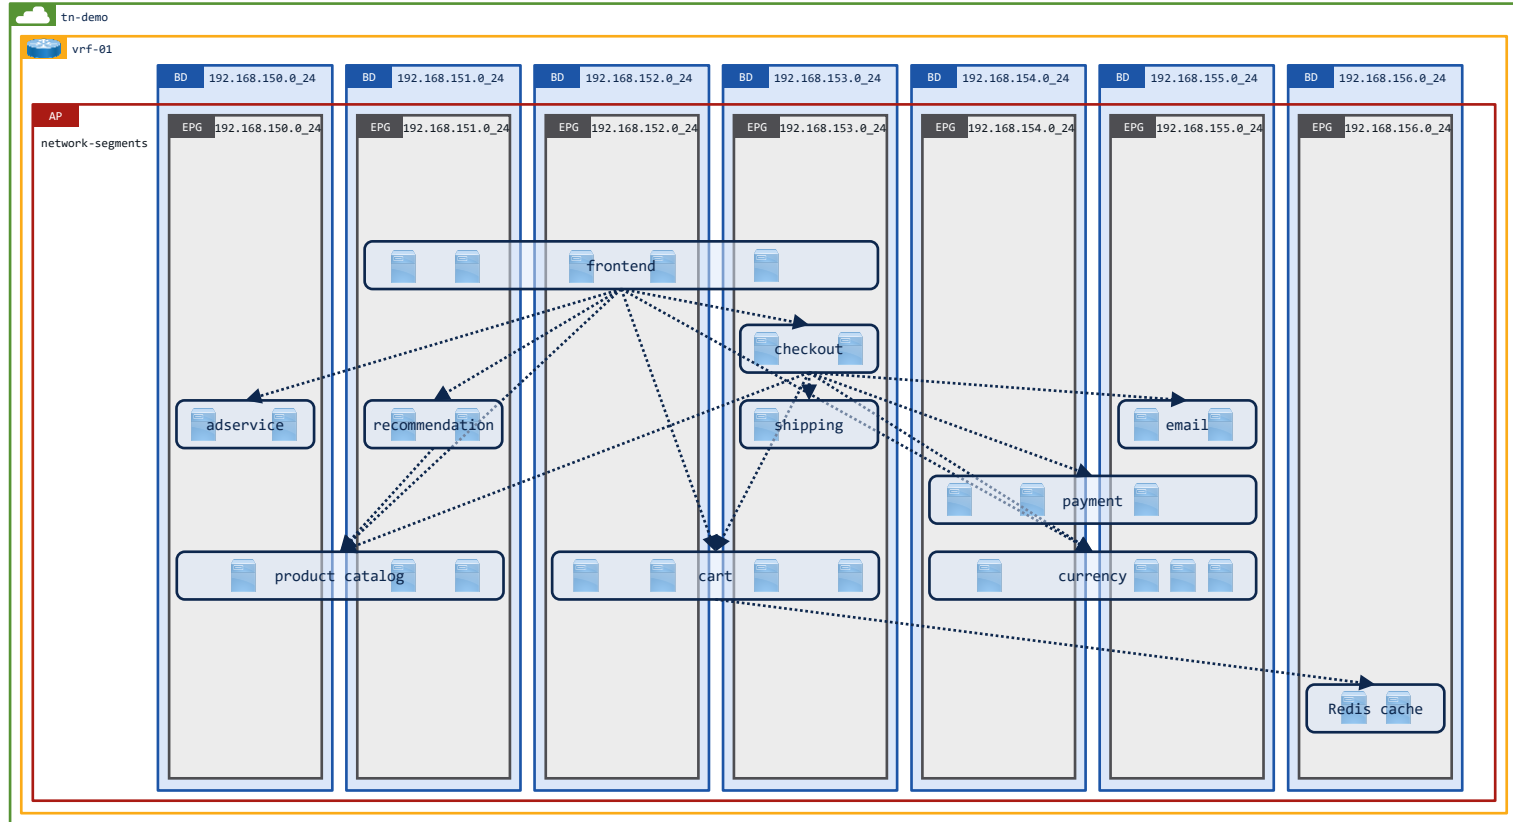 tn-demo
vrf-01
BD 192.168.150.0_24
BD 192.168.151.0_24
BD 192.168.152.0_24
BD 192.168.153.0_24
BD 192.168.154.0_24
BD 192.168.155.0_24
BD 192.168.156.0_24
AP
network-segments
EPG 192.168.150.0_24
EPG 192.168.151.0_24
EPG 192.168.152.0_24
EPG 192.168.153.0_24
EPG 192.168.154.0_24
EPG 192.168.155.0_24
EPG 192.168.156.0_24
frontend
checkout
adservice
recommendation
shipping
email
payment
product catalog
cart
currency
Redis cache